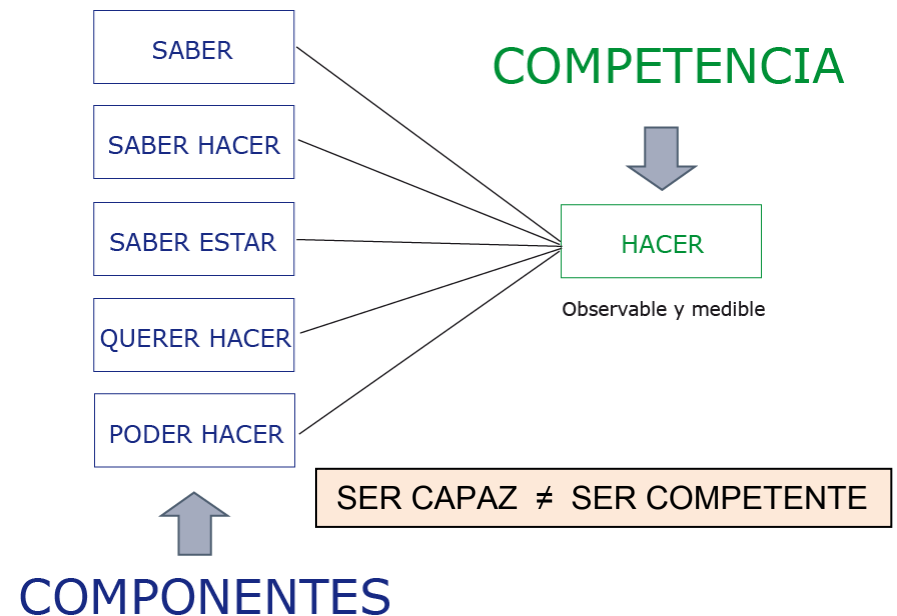 SABER
COMPETENCIA
SABER HACER
SABER ESTAR
HACER
Observable y medible
QUERER HACER
PODER HACER
SER CAPAZ ≠ SER COMPETENTE
COMPONENTES